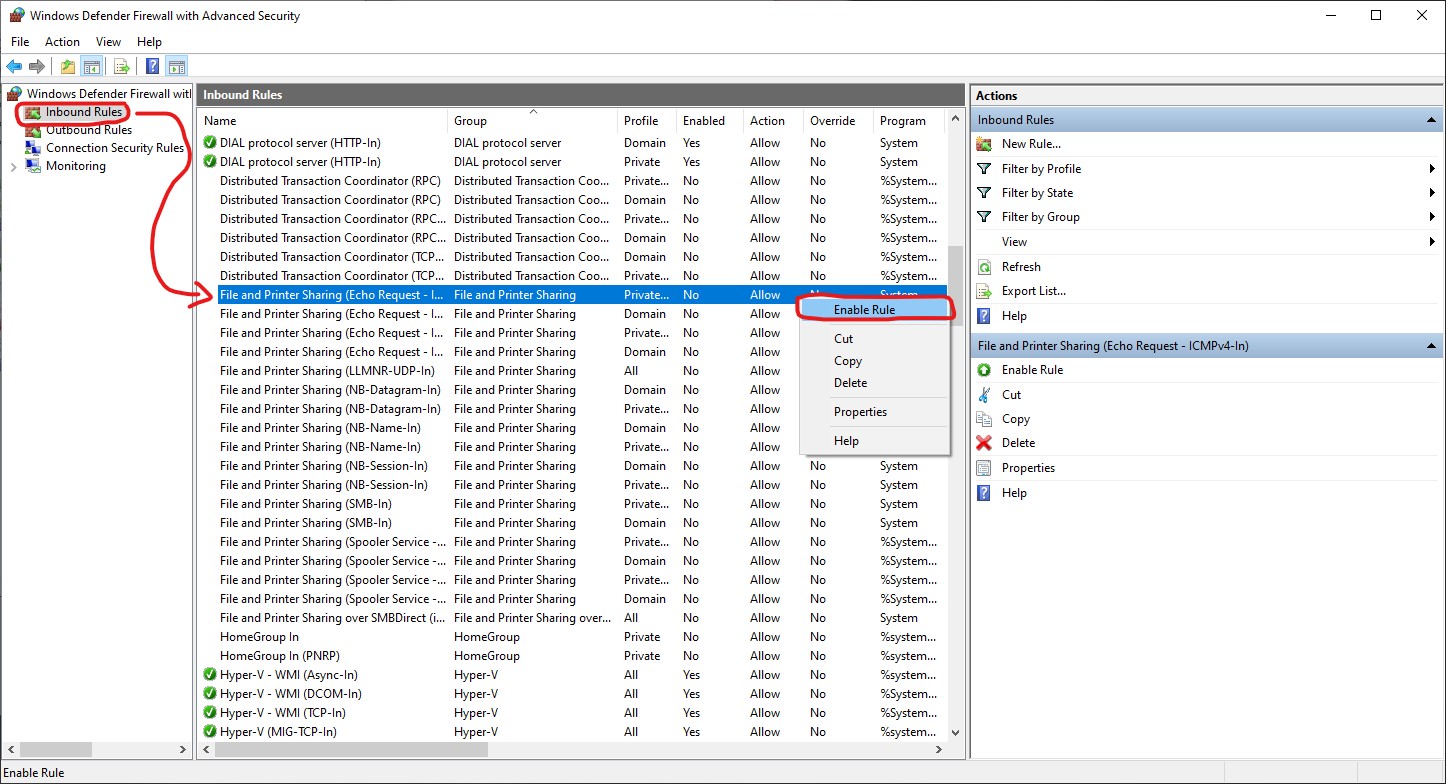 Windows Defender Firewall with Advanced Security
File Action View Help
Windows Defender Firewall witl
Inbound Rules
Outbound Rules
Connection Security Rules
Monitoring
Inbound Rules
Name Group Profile Enabled Action Override Program
DIAL protocol server (HTTP-In) DIAL protocol server Domain Yes Allow No System
DIAL protocol server (HTTP-In) DIAL protocol server Private Yes Allow No System
Distributed Transaction Coordinator (RPC) Distributed Transaction Coo... Private... No Allow No %System...
Distributed Transaction Coordinator (RPC) Distributed Transaction Coo... Domain No Allow No %System...
Distributed Transaction Coordinator (RPC... Distributed Transaction Coo... Private... No Allow No %System...
Distributed Transaction Coordinator (RPC... Distributed Transaction Coo... Domain No Allow No %System...
Distributed Transaction Coordinator (TCP... Distributed Transaction Coo... Domain No Allow No %System...
Distributed Transaction Coordinator (TCP... Distributed Transaction Coo... Private... No Allow No %System...
File and Printer Sharing (Echo Request - I... File and Printer Sharing Private... No Allow No System
File and Printer Sharing (Echo Request - I... File and Printer Sharing Domain No Allow
File and Printer Sharing (Echo Request - I... File and Printer Sharing Private... No Allow
File and Printer Sharing (Echo Request - I... File and Printer Sharing Domain No Allow
File and Printer Sharing (LLMNR-UDP-In) File and Printer Sharing All No Allow
File and Printer Sharing (NB-Datagram-In) File and Printer Sharing Domain No Allow
File and Printer Sharing (NB-Datagram-In) File and Printer Sharing Private... No Allow
File and Printer Sharing (NB-Name-In) File and Printer Sharing Domain No Allow
File and Printer Sharing (NB-Name-In) File and Printer Sharing Private... No Allow
File and Printer Sharing (NB-Session-In) File and Printer Sharing Domain No Allow No System
File and Printer Sharing (NB-Session-In) File and Printer Sharing Private... No Allow No System
File and Printer Sharing (SMB-In) File and Printer Sharing Private... No Allow No System
File and Printer Sharing (SMB-In) File and Printer Sharing Domain No Allow No System
File and Printer Sharing (Spooler Service -... File and Printer Sharing Private... No Allow No %System...
File and Printer Sharing (Spooler Service -... File and Printer Sharing Domain No Allow No %System...
File and Printer Sharing (Spooler Service -... File and Printer Sharing Private... No Allow No %System...
File and Printer Sharing (Spooler Service -... File and Printer Sharing Domain No Allow No %System...
File and Printer Sharing over SMBDirect (i... File and Printer Sharing over... All No Allow No System
HomeGroup In HomeGroup Private No Allow No %system...
HomeGroup In (PNRP) HomeGroup Private No Allow No %system...
Hyper-V - WMI (Async-In) Hyper-V All Yes Allow No %system...
Hyper-V - WMI (DCOM-In) Hyper-V All Yes Allow No %system...
Hyper-V - WMI (TCP-In) Hyper-V All Yes Allow No %system...
Hyper-V (MIG-TCP-In) Hyper-V All Yes Allow No %system...
Enable Rule
Cut
Copy
Delete
Properties
Help
Actions
Inbound Rules
New Rule...
Filter by Profile
Filter by State
Filter by Group
View
Refresh
Export List...
Help
File and Printer Sharing (Echo Request - ICMPv4-In)
Enable Rule
Cut
Copy
Delete
Properties
Help
Enable Rule